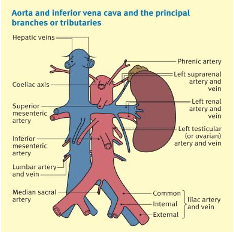 Aorta and inferior vena cava and the principal
branches or tributaries
Hepatic veins
Phrenic artery
Left suprarenal
artery and
vein
Coeliac axis
Superior
mesenteric
artery
Left renal
artery and
vein
Left testicular
(or ovarian)
artery and vein
Inferior
mesenteric
artery
Lumbar artery
and vein
Median sacral
artery
Common
Internal
External
Iliac artery
and vein